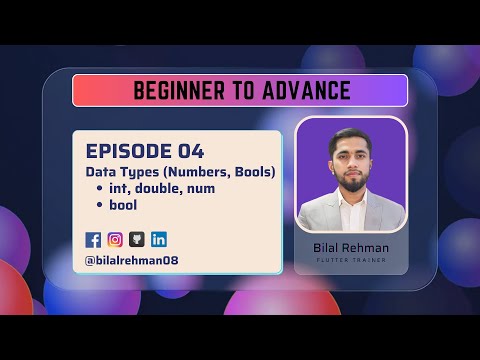 BEGINNER TO ADVANCE
EPISODE 04
Data Types (Numbers, Bools)
• int, double, num
• bool
@bilalrehman08
Bilal Rehman
FLUTTER TRAINER